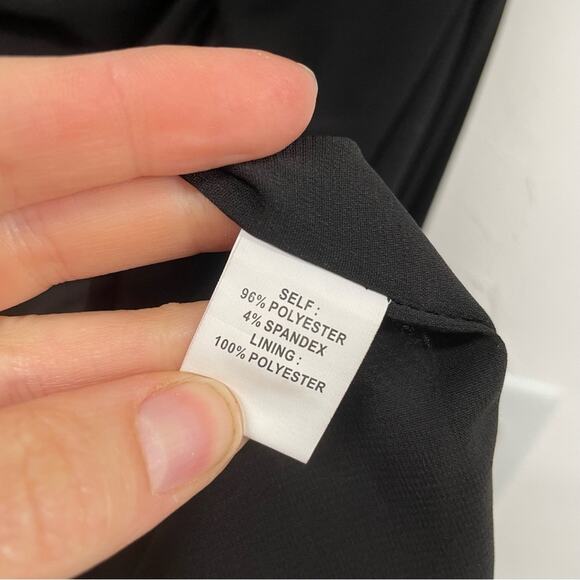 SELF :
96% POLYESTER
4% SPANDEX
LINING :
100% POLYESTER